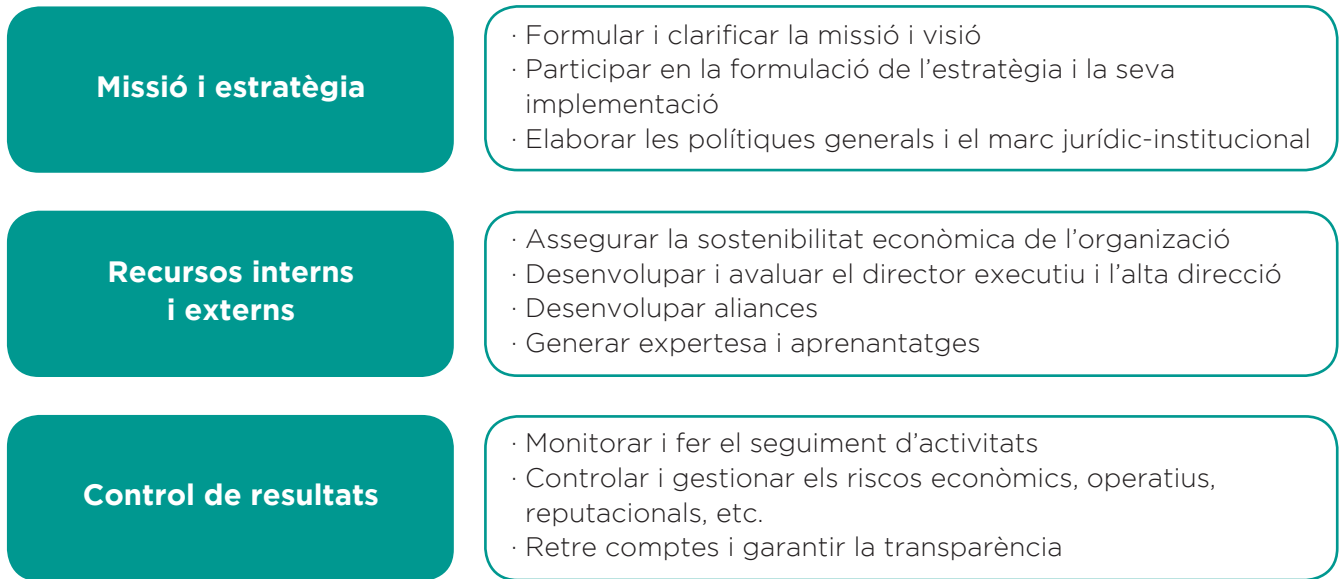 Missió i estratègia
· Formular i clarificar la missió i visió
· Participar en la formulació de l’estratègia i la seva
implementació
· Elaborar les polítiques generals i el marc jurídic-institucional
Recursos interns
i externs
· Assegurar la sostenibilitat econòmica de l’organizació
· Desenvolupar i avaluar el director executiu i l’alta direcció
· Desenvolupar aliances
· Generar expertesa i aprenantatges
Control de resultats
· Monitorar i fer el seguiment d’activitats
· Controlar i gestionar els riscos econòmics, operatius,
reputacionals, etc.
· Retre comptes i garantir la transparència